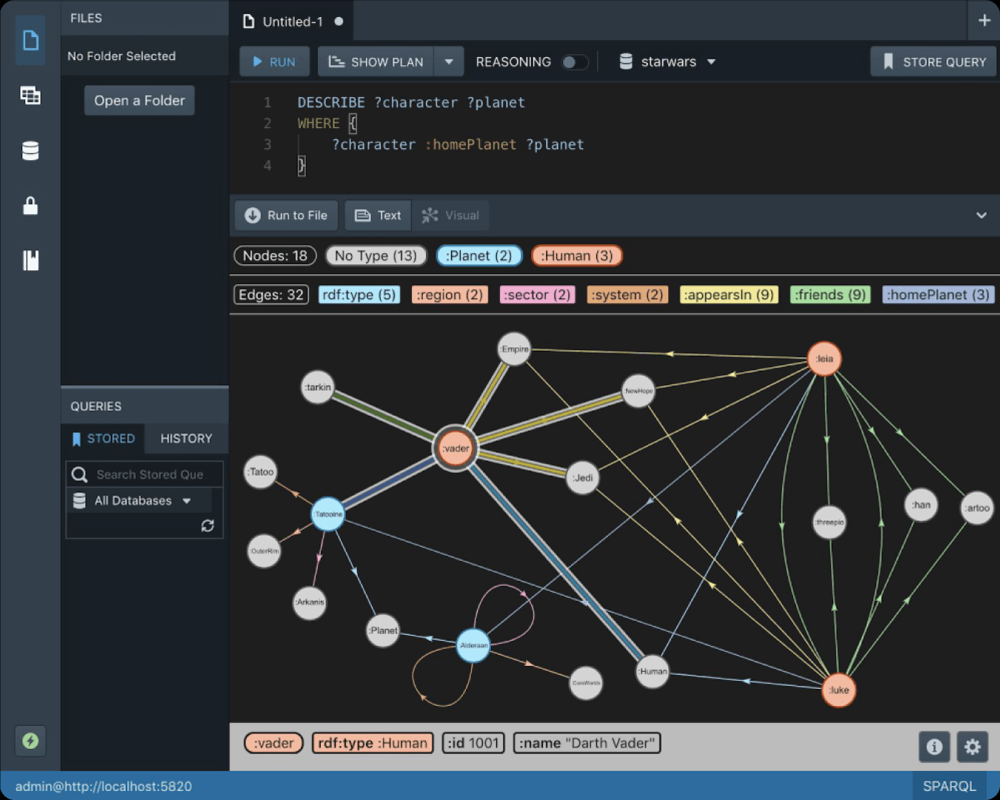 FILES
No Folder Selected
Open a Folder
QUERIES
STORED
HISTORY
Search Stored Que
All Databases
Untitled-1
RUN
SHOW PLAN
REASONING
starwars
STORE QUERY
1 DESCRIBE ?character ?planet
2 WHERE {
3 ?character :homePlanet ?planet
4 }
Run to File
Text
Visual
Nodes: 18
No Type (13)
:Planet (2)
:Human (3)
Edges: 32
rdf:type (5)
:region (2)
:sector (2)
:system (2)
:appearsIn (9)
:friends (9)
:homePlanet (3)
:Empire
:leia
:tarkin
:NewHope
:vader
:Tatoo
:Jedi
:han
:artoo
:Tatooine
:threepio
:OuterRim
:Arkanis
:Planet
:Alderaan
:Human
:CoreWorlds
:luke
:vader
rdf:type :Human
:id 1001
:name "Darth Vader"
admin@http://localhost:5820
SPARQL